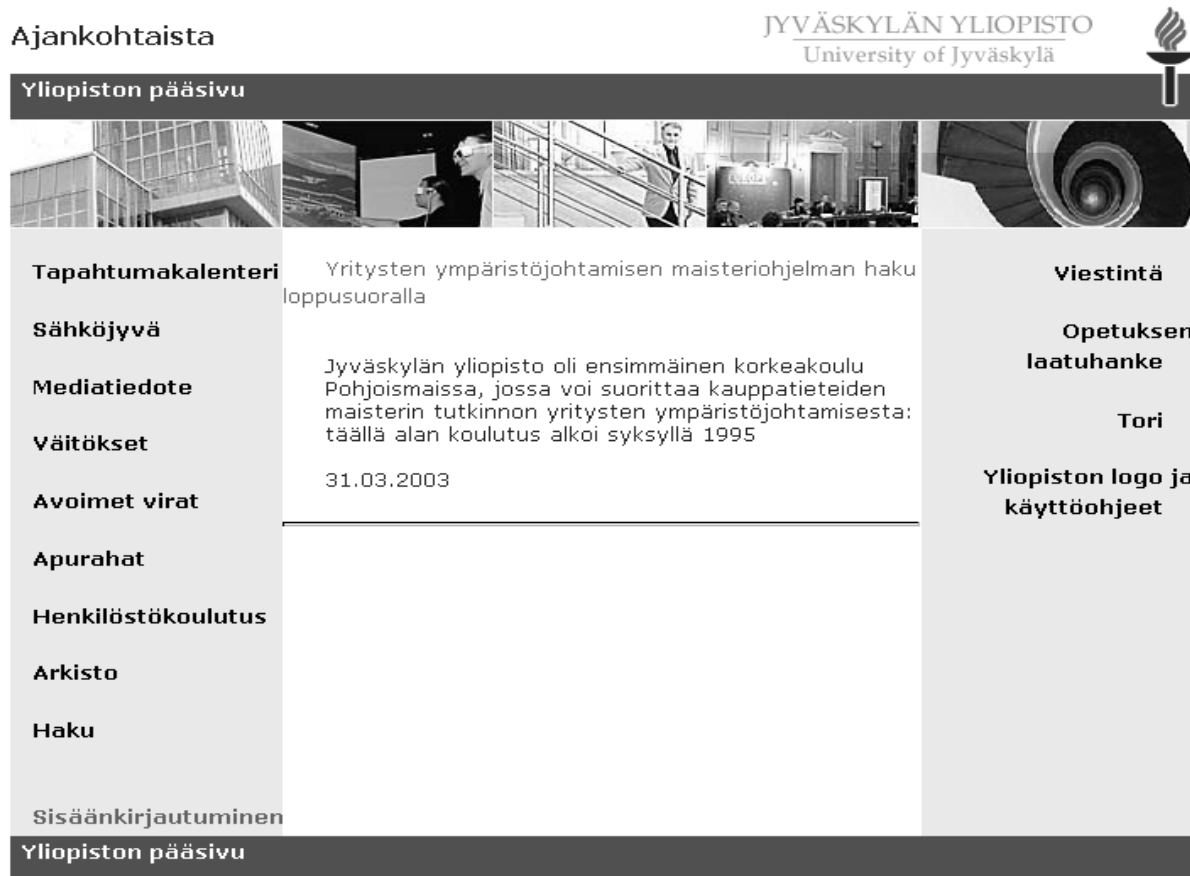 Ajankohtaista
JYVÄSKYLÄN YLIOPISTO
University of Jyväskylä
Yliopiston pääsivu
Tapahtumakalenteri
Sähköjyvä
Mediatiedote
Väitökset
Avoimet virat
Apurahat
Henkilöstökoulutus
Arkisto
Haku
Sisäänkirjautuminen
Yritysten ympäristöjohtamisen maisteriohjelman haku
loppusuoralla
Jyväskylän yliopisto oli ensimmäinen korkeakoulu
Pohjoismaissa, jossa voi suorittaa kauppatieteiden
maisterin tutkinnon yritysten ympäristöjohtamisesta:
täällä alan koulutus alkoi syksyllä 1995
31.03.2003
Viestintä
Opetuksen
laatuhanke
Tori
Yliopiston logo ja
käyttöohjeet
Yliopiston pääsivu